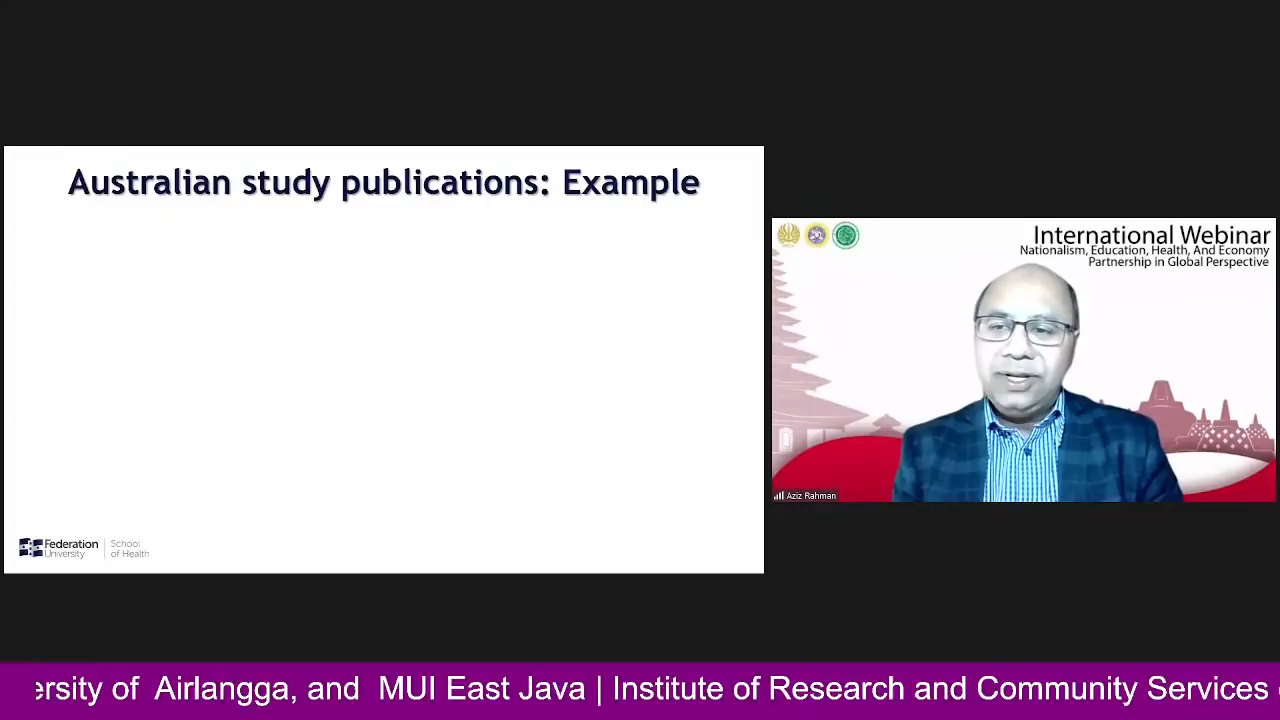 Australian study publications: Example
Federation
University
School
of Health
International Webinar
Nationalism, Education, Health, And Economy
Partnership in Global Perspective
Aziz Rahman
ersity of Airlangga, and MUI East Java | Institute of Research and Community Services